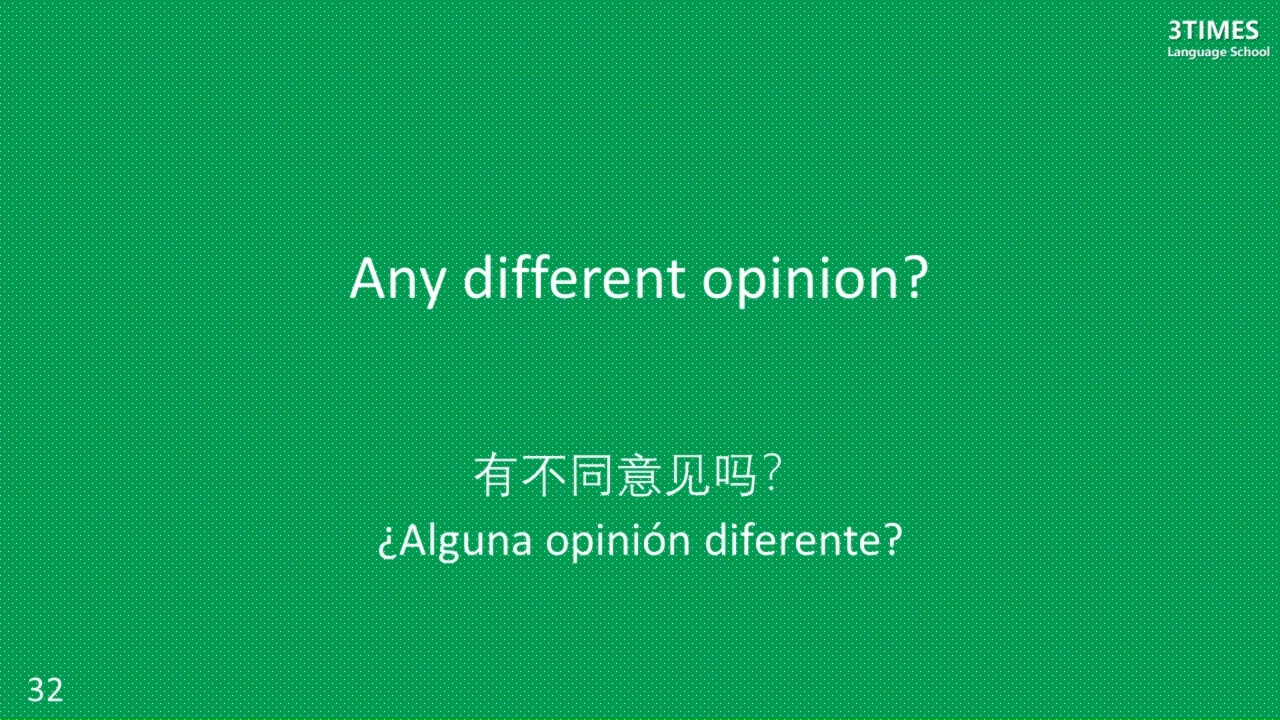 3TIMES
Language School
Any different opinion?
有不同意见吗?
¿Alguna opinión diferente?
32